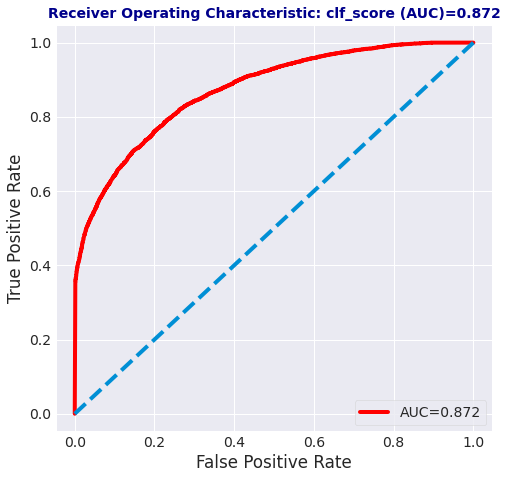 Receiver Operating Characteristic: clf_score (AUC)=0.872
1.0
0.8
0.6
0.4
0.2
0.0
True Positive Rate
AUC=0.872
0.0 0.2 0.4 0.6 0.8 1.0
False Positive Rate